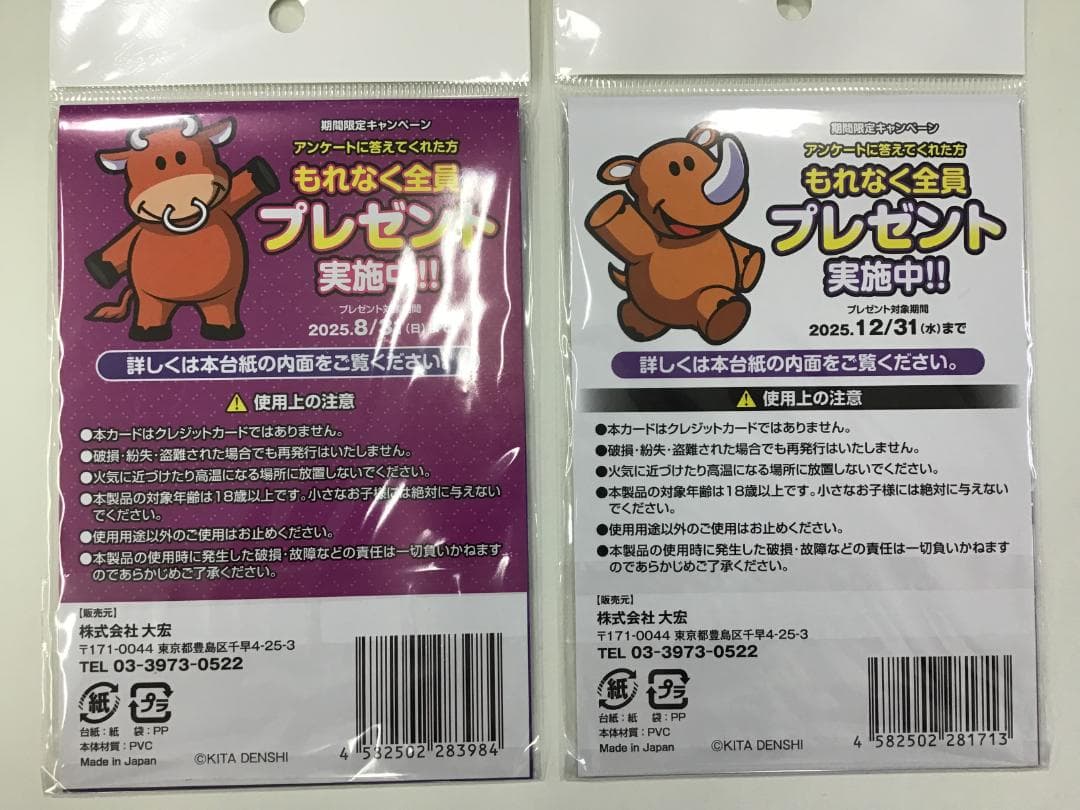 期間限定キャンペーン
アンケートに答えてくれた方
もれなく全員
プレゼント
実施中!!
プレゼント対象期間
2025.8/31(日)まで
詳しくは本台紙の内面をご覧ください。
使用上の注意
●本カードはクレジットカードではありません。
●破損・紛失・盗難された場合でも再発行はいたしません。
●火気に近づけたり高温になる場所に放置しないでください。
●本製品の対象年齢は18歳以上です。小さなお子様には絶対に与えない
でください。
●使用用途以外のご使用はお止めください。
●本製品の使用時に発生した破損・故障などの責任は一切負いかねます
のであらかじめご了承ください。
【販売元】
株式会社 大宏
〒171-0044 東京都豊島区千早4-25-3
TEL 03-3973-0522
紙 プラ
台紙:紙 袋:PP
本体材質:PVC
Made in Japan
©KITA DENSHI
4 582502 283984
期間限定キャンペーン
アンケートに答えてくれた方
もれなく全員
プレゼント
実施中!!
プレゼント対象期間
2025.12/31(水)まで
詳しくは本台紙の内面をご覧ください。
使用上の注意
●本カードはクレジットカードではありません。
●破損・紛失・盗難された場合でも再発行はいたしません。
●火気に近づけたり高温になる場所に放置しないでください。
●本製品の対象年齢は18歳以上です。小さなお子様には絶対に与えない
でください。
●使用用途以外のご使用はお止めください。
●本製品の使用時に発生した破損・故障などの責任は一切負いかねます
のであらかじめご了承ください。
【販売元】
株式会社 大宏
〒171-0044 東京都豊島区千早4-25-3
TEL 03-3973-0522
紙 プラ
台紙:紙 袋:PP
本体材質:PVC
Made in Japan
©KITA DENSHI
4 582502 281713